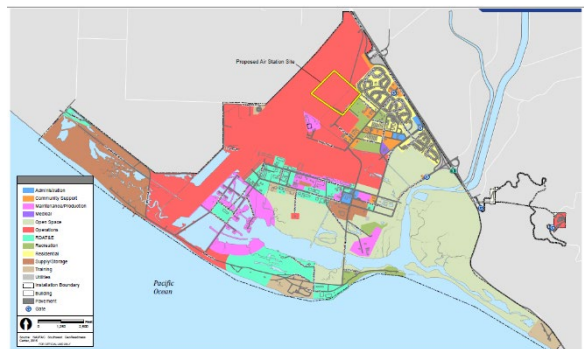 Proposed Air Station Site
Administration
Community Support
Maintenance/Production
Medical
Open Space
Operations
RDAT&E
Recreation
Residential
Supply/Storage
Training
Utilities
Installation Boundary
Building
Pavement
Gate
Pacific
Ocean
0